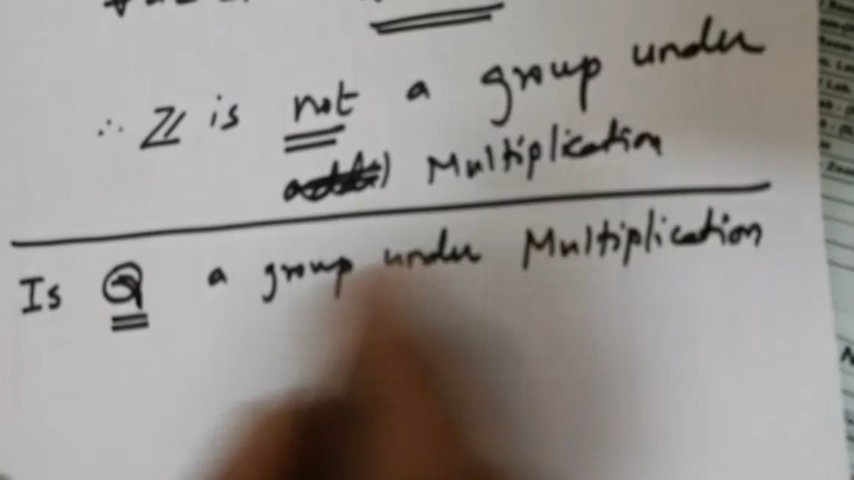 ∴ ℤ is not a group under
Multiplication
Is ℚ a group under Multiplication